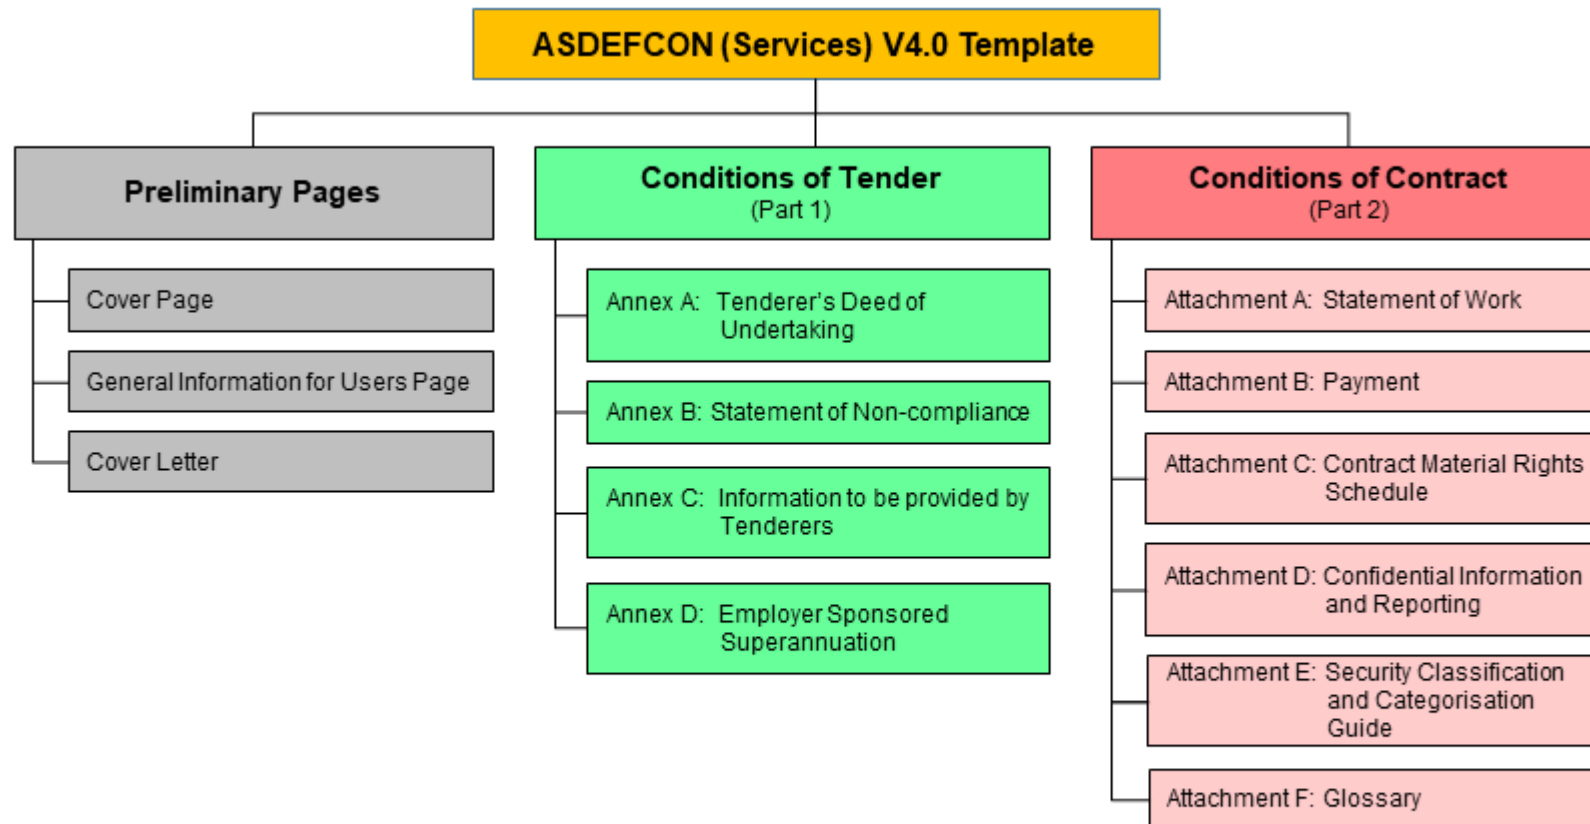 ASDEFCON (Services) V4.0 Template
Preliminary Pages
Cover Page
General Information for Users Page
Cover Letter
Conditions of Tender
(Part 1)
Annex A: Tenderer's Deed of
Undertaking
Annex B: Statement of Non-compliance
Annex C: Information to be provided by
Tenderers
Annex D: Employer Sponsored
Superannuation
Conditions of Contract
(Part 2)
Attachment A: Statement of Work
Attachment B: Payment
Attachment C: Contract Material Rights
Schedule
Attachment D: Confidential Information
and Reporting
Attachment E: Security Classification
and Categorisation
Guide
Attachment F: Glossary